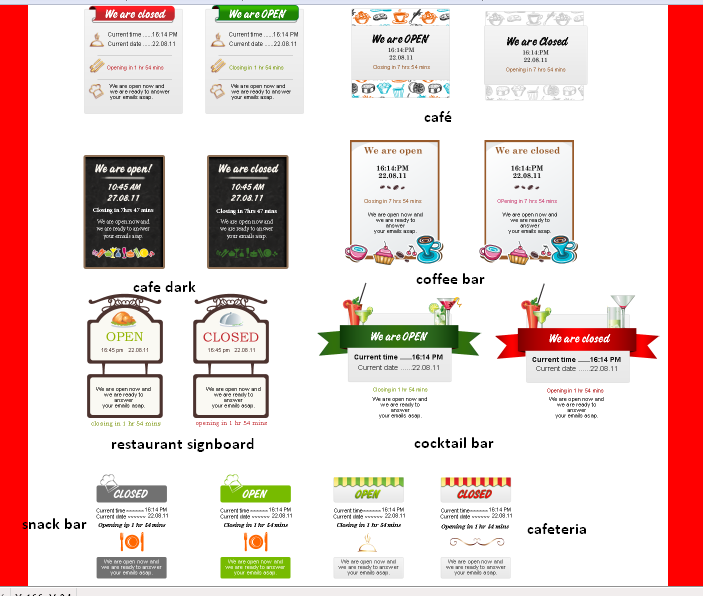 We are closed
Current time ......16:14 PM
Current date .....22.08.11
Opening in 1 hr 54 mins
We are open now and
we are ready to answer
your emails asap.
We are OPEN
Current time ......16:14 PM
Current date .....22.08.11
Closing in 1 hr 54 mins
We are open now and
we are ready to answer
your emails asap.
We are OPEN
16:14:PM
22.08.11
Closing in 7 hrs 54 mins
We are Closed
16:14:PM
22.08.11
Opening in 7 hrs 54 mins
café
We are open!
10:45 AM
27.08.11
Closing in 7hrs 47 mins
We are open now and
we are ready to answer
your emails asap
We are closed
10:45 AM
27.08.11
Closing in 7hrs 47 mins
We are open now and
we are ready to answer
your emails asap
cafe dark
We are open
16:14:PM
22.08.11
Closing in 7 hrs 54 mins
We are open now and
we are ready to
answer
your emails asap.
We are closed
16:14:PM
22.08.11
OPening in 7 hrs 54 mins
We are open now and
we are ready to
answer
your emails asap.
coffee bar
OPEN
16:45 pm 22.08.11
We are open now and
we are ready to
answer
your emails asap.
closing in 1 hr 54 mins
CLOSED
16:45 PM 22.08.11
We are open now and
we are ready to
answer
your emails asap.
opening in 1 hr 54 mins
restaurant signboard
We are OPEN
Current time ......16:14 PM
Current date ......22.08.11
Closing in 1 hr 54 mins
We are open now and
we are ready to
answer
your emails asap.
We are closed
Current time ......16:14 PM
Current date ......22.08.11
Opening in 1 hr 54 mins
We are open now and
we are ready to
answer
your emails asap.
cocktail bar
CLOSED
Current time ~~~~~~ 16:14 PM
Current date ~~~~~~ 22.08.11
Opening in 1 hr 54 mins
We are open now and
we are ready to answer
your emails asap.
OPEN
Current time ~~~~~~ 16:14 PM
Current date ~~~~~~ 22.08.11
Closing in 1 hr 54 mins
We are open now and
we are ready to answer
your emails asap.
snack bar
OPEN
Current time ~~~~~~ 16:14 PM
Current date ~~~~~~ 22.08.11
Closing in 1 hr 54 mins
We are open now and
we are ready to answer
your emails asap.
CLOSED
Current time ~~~~~~ 16:14 PM
Current date ~~~~~~ 22.08.11
Opening in 1 hr 54 mins
We are open now and
we are ready to answer
your emails asap.
cafeteria